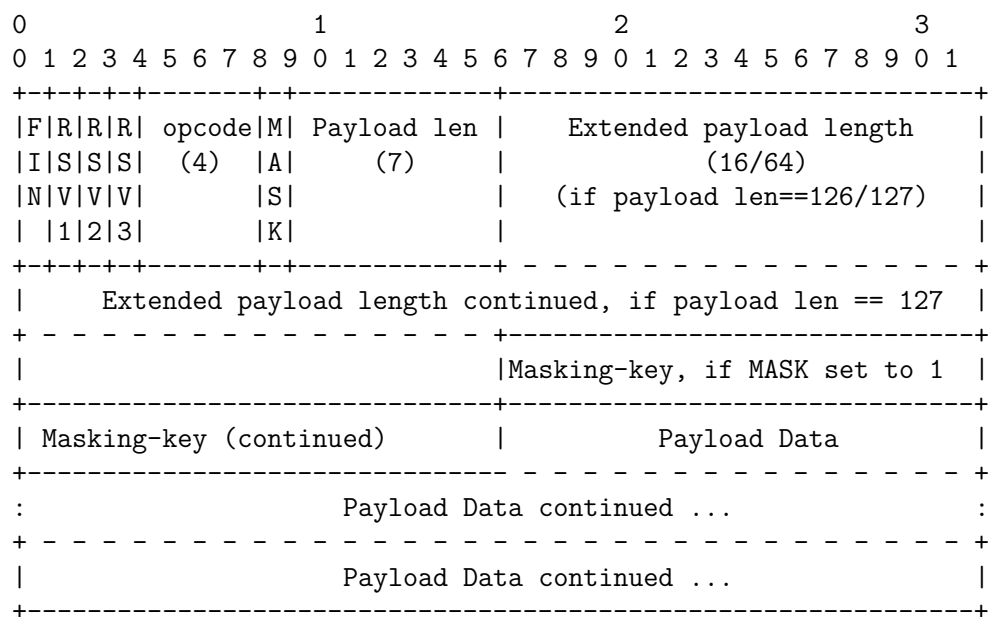 0                   1                   2                   3
0 1 2 3 4 5 6 7 8 9 0 1 2 3 4 5 6 7 8 9 0 1 2 3 4 5 6 7 8 9 0 1
+-+-+-+-+-------+-+-------------+-------------------------------+
|F|R|R|R| opcode|M| Payload len |    Extended payload length    |
|I|S|S|S|  (4)  |A|     (7)     |             (16/64)           |
|N|V|V|V|       |S|             |   (if payload len==126/127)   |
| |1|2|3|       |K|             |                               |
+-+-+-+-+-------+-+-------------+ - - - - - - - - - - - - - - - +
|     Extended payload length continued, if payload len == 127  |
+ - - - - - - - - - - - - - - - +-------------------------------+
|                               |Masking-key, if MASK set to 1  |
+-------------------------------+-------------------------------+
| Masking-key (continued)       |          Payload Data         |
+-------------------------------- - - - - - - - - - - - - - - - +
:                     Payload Data continued ...                :
+ - - - - - - - - - - - - - - - - - - - - - - - - - - - - - - - +
|                     Payload Data continued ...                |
+---------------------------------------------------------------+